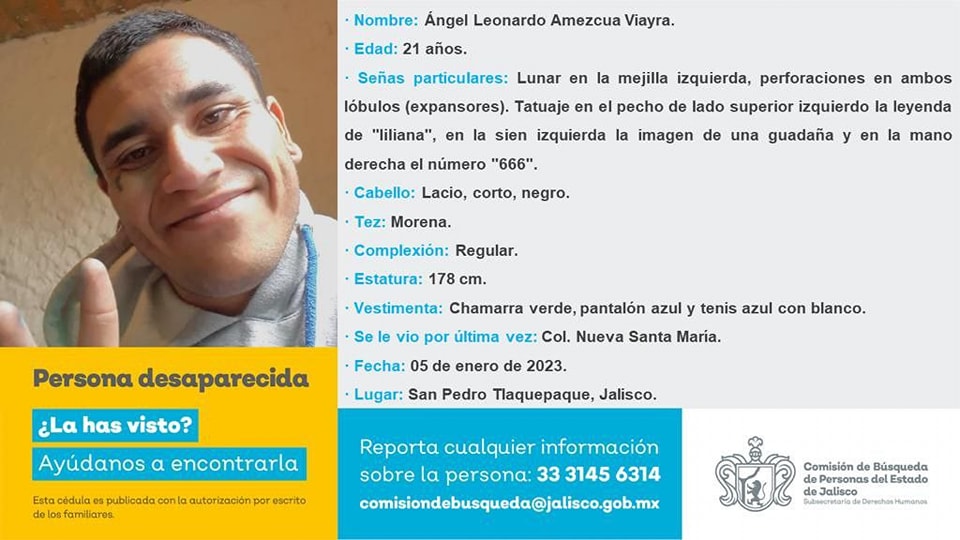 · Nombre: Ángel Leonardo Amezcua Viayra.
· Edad: 21 años.
· Señas particulares: Lunar en la mejilla izquierda, perforaciones en ambos
lóbulos (expansores). Tatuaje en el pecho de lado superior izquierdo la leyenda
de "liliana", en la sien izquierda la imagen de una guadaña y en la mano
derecha el número "666".
· Cabello: Lacio, corto, negro.
· Tez: Morena.
· Complexión: Regular.
· Estatura: 178 cm.
· Vestimenta: Chamarra verde, pantalón azul y tenis azul con blanco.
· Se le vio por última vez: Col. Nueva Santa María.
· Fecha: 05 de enero de 2023.
· Lugar: San Pedro Tlaquepaque, Jalisco.
Persona desaparecida
¿La has visto?
Ayúdanos a encontrarla
Esta cédula es publicada con la autorización por escrito
de los familiares.
Reporta cualquier información
sobre la persona: 33 3145 6314
comisiondebusqueda@jalisco.gob.mx
Comisión de Búsqueda
de Personas del Estado
de Jalisco
Subsecretaría de Derechos Humanos